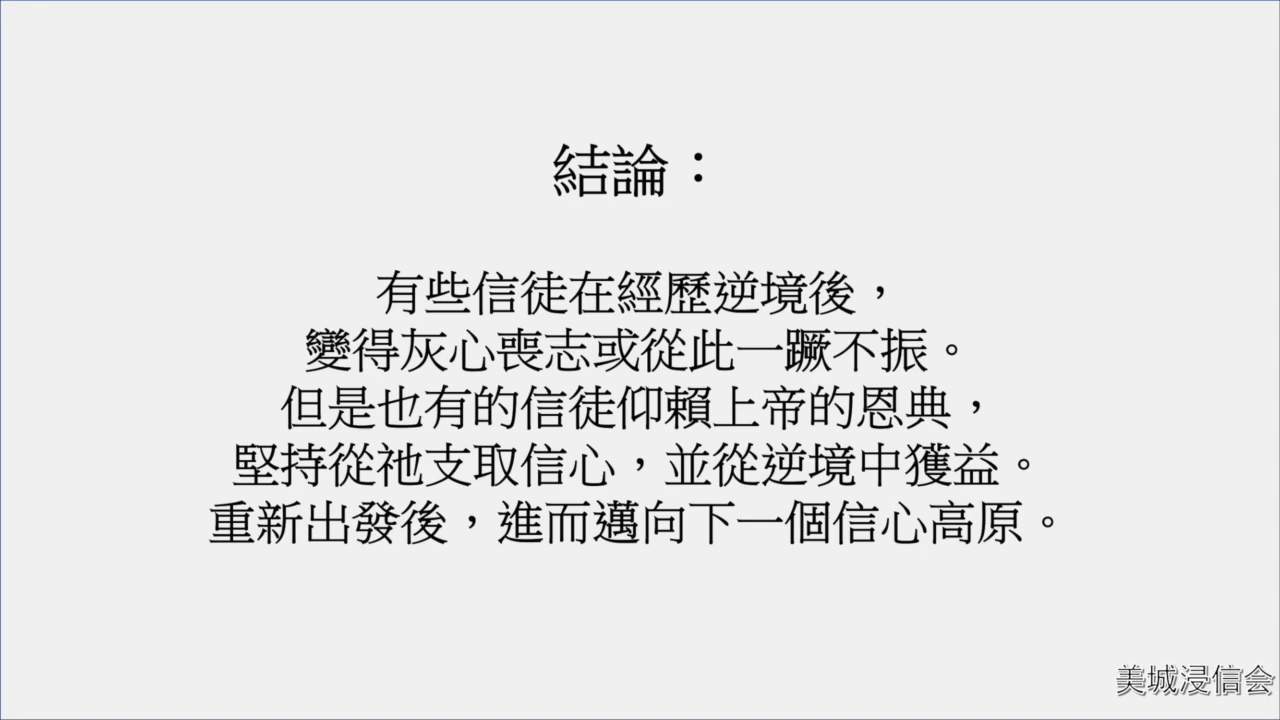 結論：
有些信徒在經歷逆境後，
變得灰心喪志或從此一蹶不振。
但是也有的信徒仰賴上帝的恩典，
堅持從祂支取信心，並從逆境中獲益。
重新出發後，進而邁向下一個信心高原。
美城浸信会